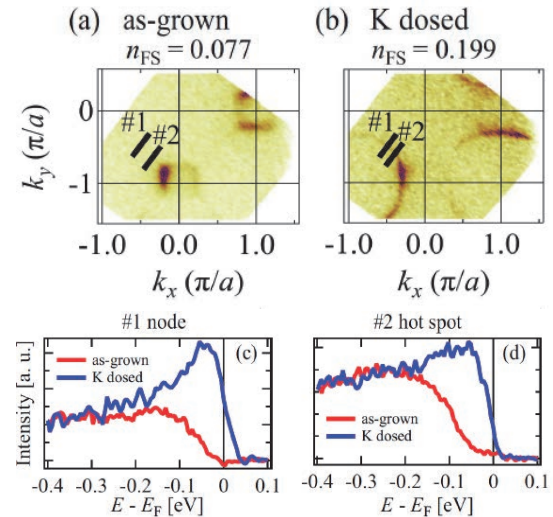 (a) as-grown
n_FS = 0.077
(b) K dosed
n_FS = 0.199
#1
#2
#1
#2
0
-1
k_y (π/a)
-1.0 0.0 1.0
-1.0 0.0 1.0
k_x (π/a)
k_x (π/a)
#1 node
(c)
as-grown
K dosed
Intensity [a. u.]
-0.4 -0.3 -0.2 -0.1 0 0.1
E - E_F [eV]
#2 hot spot
(d)
as-grown
K dosed
-0.4 -0.3 -0.2 -0.1 0 0.1
E - E_F [eV]